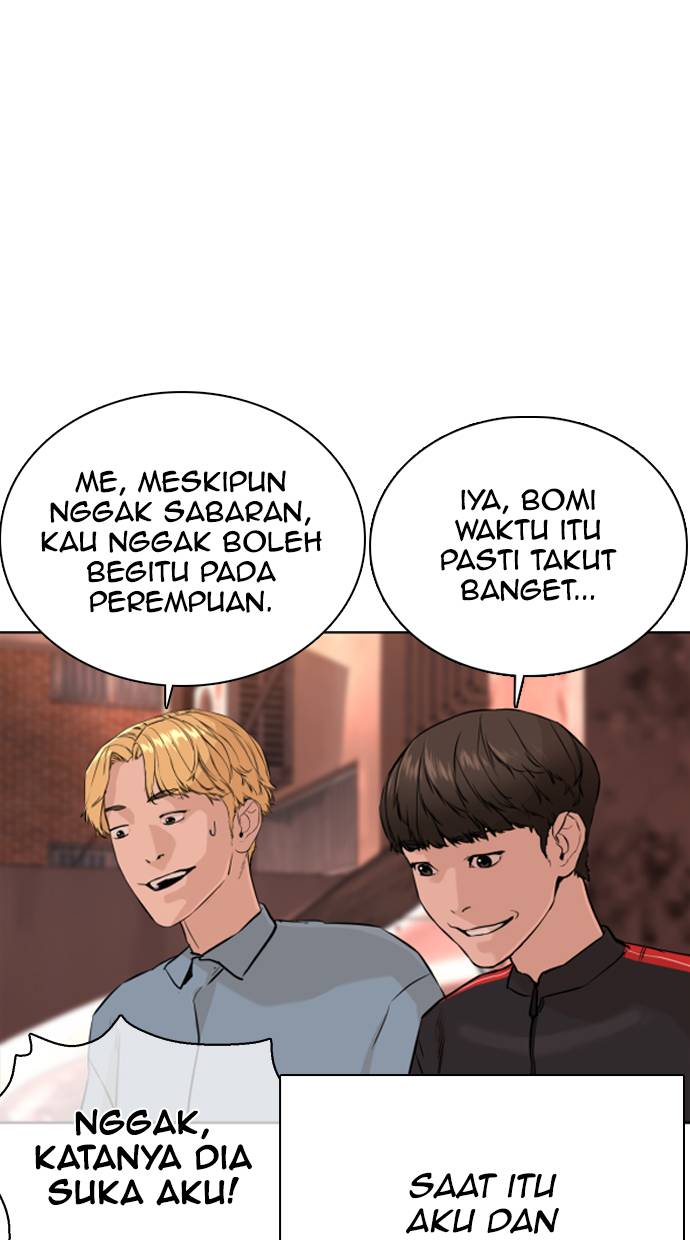 ME, MESKIPUN
NGGAK SABARAN,
KAU NGGAK BOLEH
BEGITU PADA
PEREMPUAN.
IYA, BOMI
WAKTU ITU
PASTI TAKUT
BANGET...
NGGAK,
KATANYA DIA
SUKA AKU!
SAAT ITU
AKU DAN